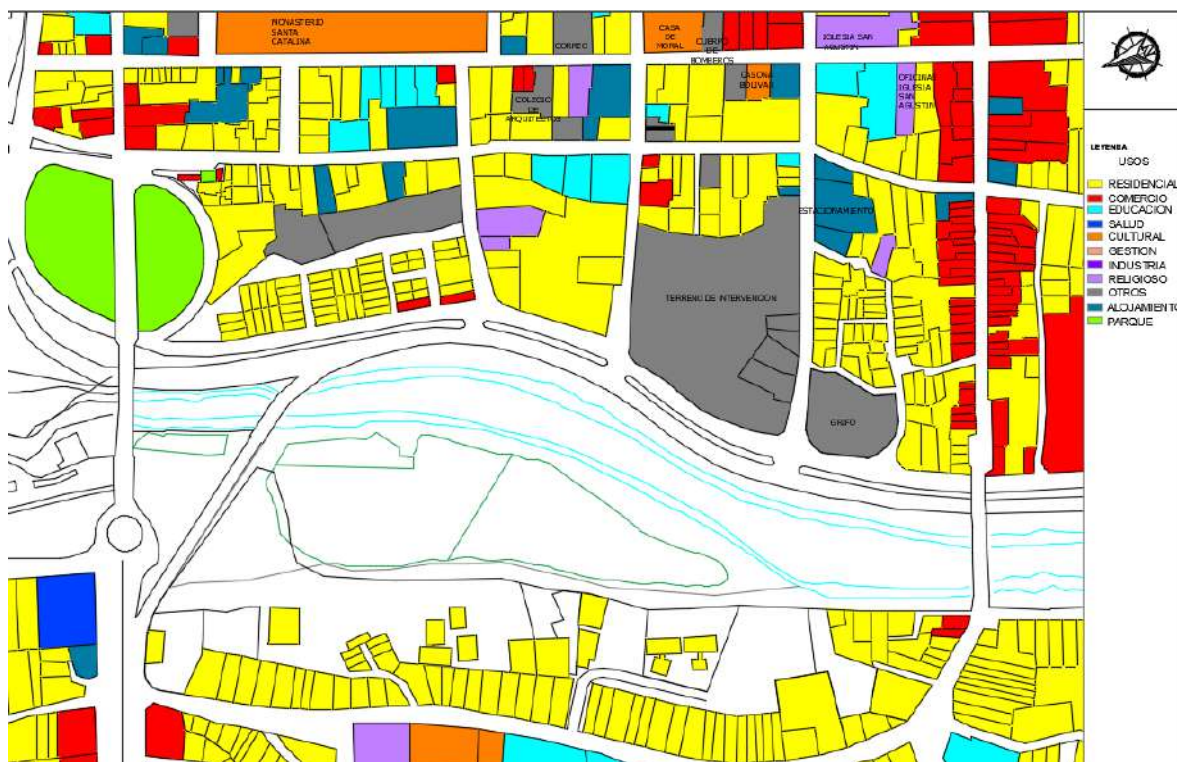 MONASTERIO
SANTA
CATALINA
CORREO
CASA
DE
MORAL
CUERPO
DE
BOMBEROS
IGLESIA SAN
AGUSTIN
COLEGIO
DE
ARQUITECTOS
CASONA
BOLIVAR
OFICINA
IGLESIA
SAN
AGUSTIN
ESTACIONAMIENTO
TERRENO DE INTERVENCIÓN
GRIFO
LEYENDA
USOS
RESIDENCIAL
COMERCIO
EDUCACION
SALUD
CULTURAL
GESTION
INDUSTRIA
RELIGIOSO
OTROS
ALOJAMIENTO
PARQUE